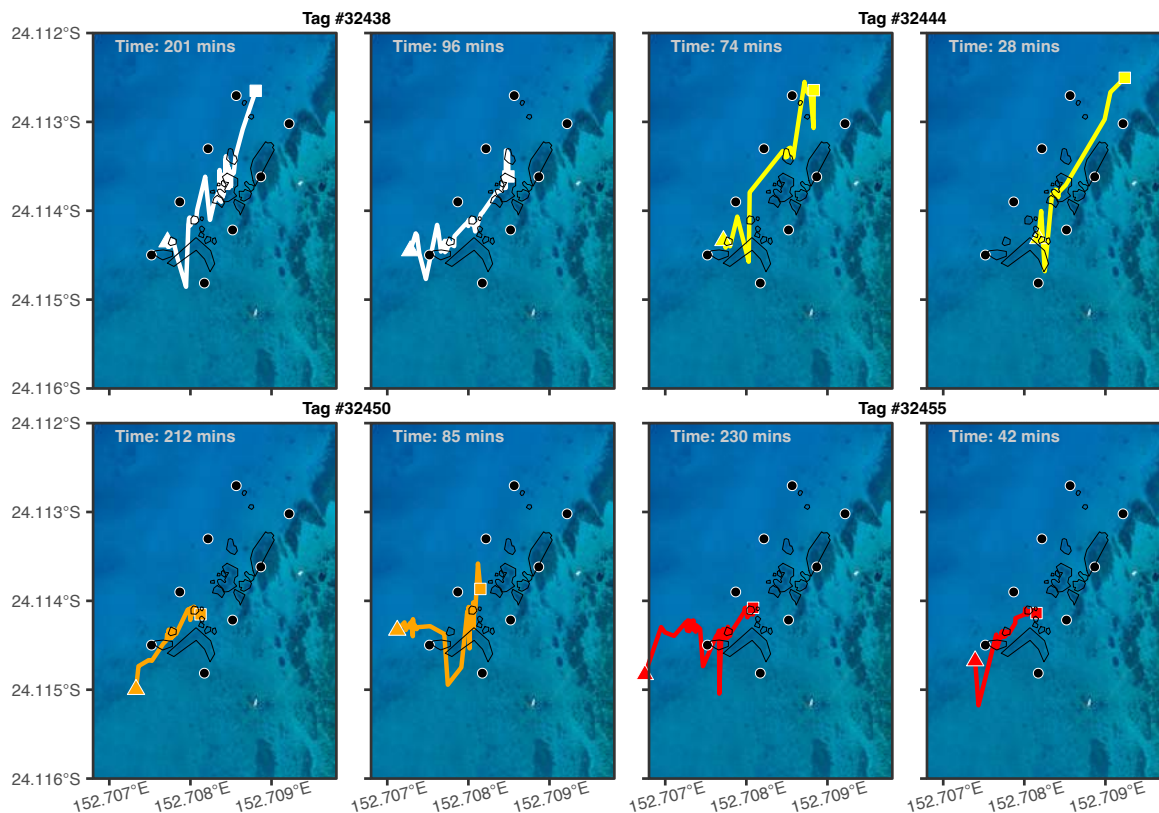 Tag #32438
Tag #32444
24.112°S
Time: 201 mins
Time: 96 mins
Time: 74 mins
Time: 28 mins
24.113°S
24.114°S
24.115°S
24.116°S
Tag #32450
Tag #32455
24.112°S
Time: 212 mins
Time: 85 mins
Time: 230 mins
Time: 42 mins
24.113°S
24.114°S
24.115°S
24.116°S
152.707°E
152.708°E
152.709°E
152.707°E
152.708°E
152.709°E
152.707°E
152.708°E
152.709°E
152.707°E
152.708°E
152.709°E